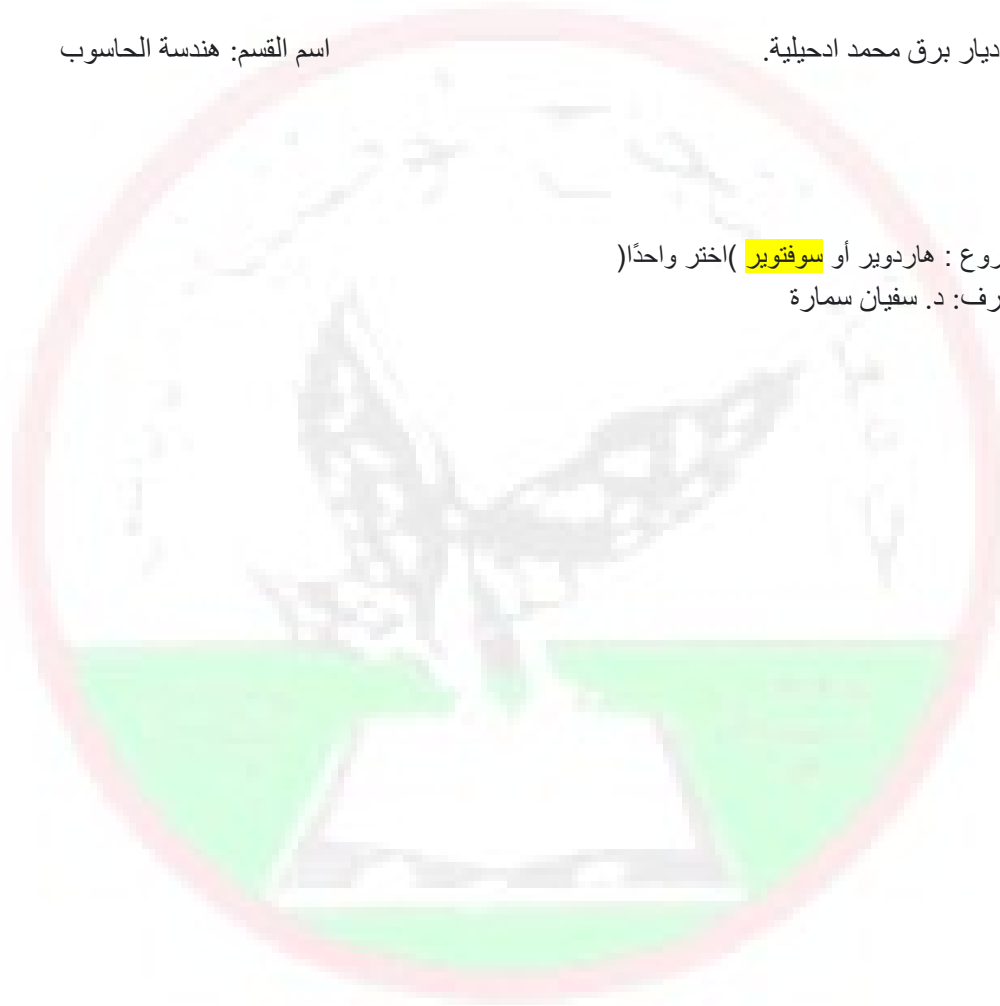 ديار برق محمد ادحيلية. اسم القسم: هندسة الحاسوب
روع : هاردوير أو سوفتوير )اختر واحدًا(
رف: د. سفيان سمارة